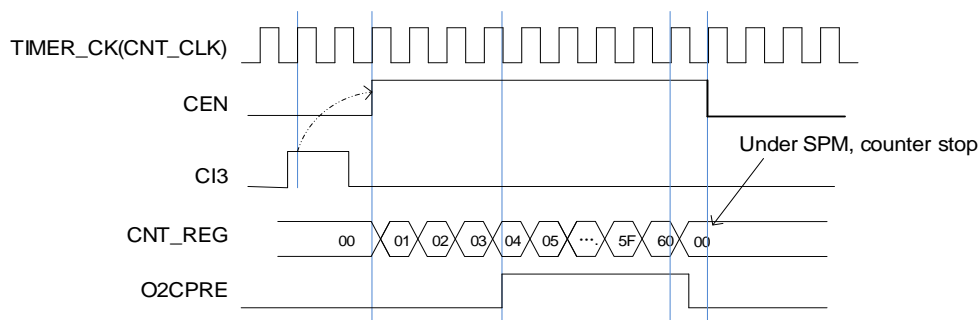 TIMER_CK(CNT_CLK)
CEN
Under SPM, counter stop
CI3
CNT_REG
00 01 02 03 04 05 .... 5F 60 00
O2CPRE